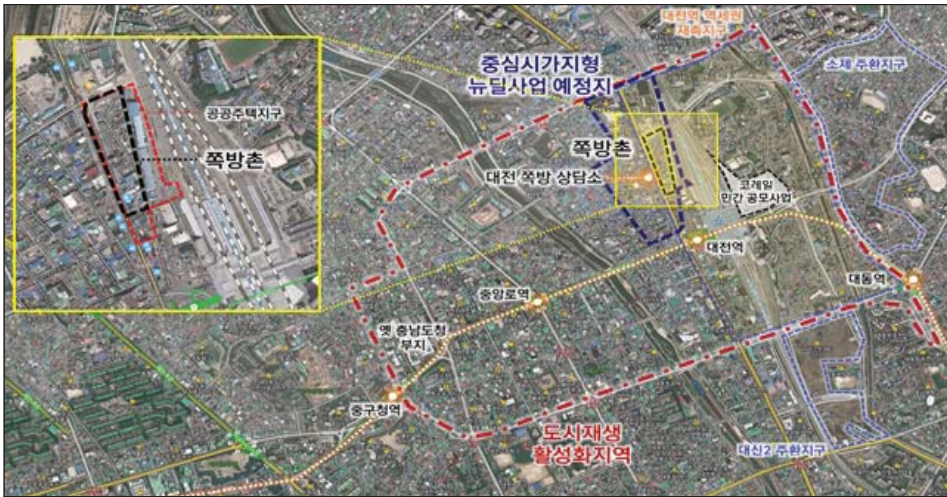 대전역 역세권
재촉지구
소제 주환지구
중심시가지형
뉴딜사업 예정지
공공주택지구
쪽방촌
쪽방촌
대전 쪽방 상담소
코레일
민간 공모사업
대전역
대동역
중앙로역
옛 충남도청
부지
중구청역
도시재생
활성화지역
대신2 주환지구